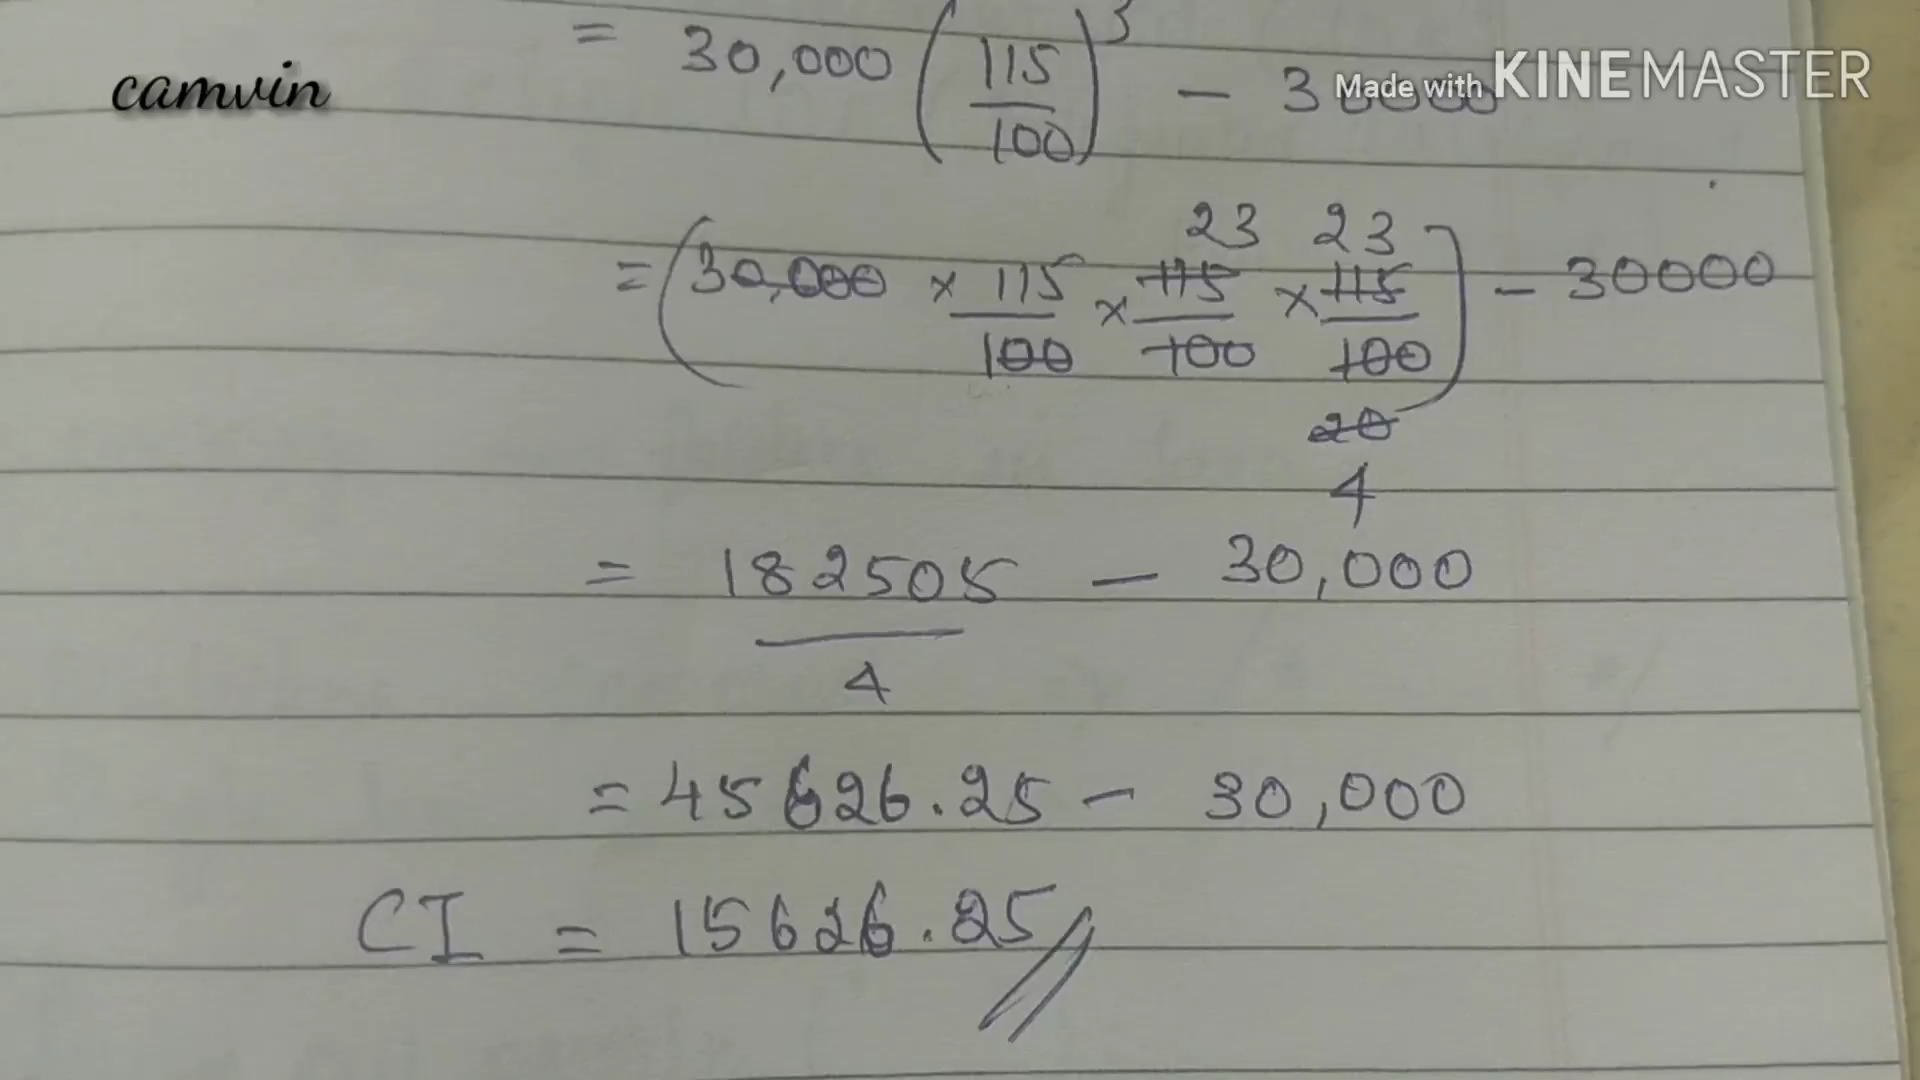 camvin
Made with KINEMASTER
= 30,000 (115/100)³ - 30000
23 23
= (30,000 × 115/100 × 115/100 × 115/100) - 30000
20
4
= 182505/4 - 30,000
= 45626.25 - 30,000
CI = 15626.25//